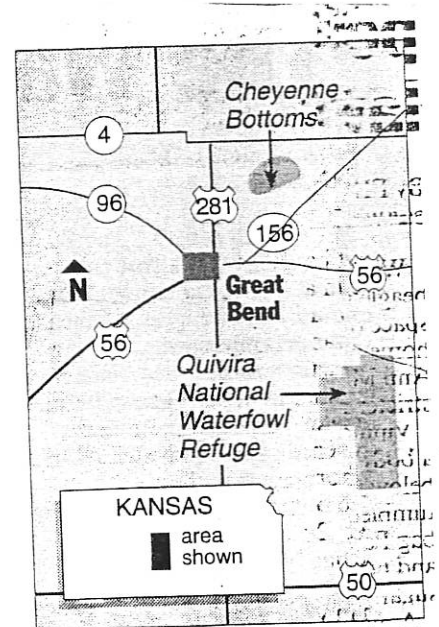 Cheyenne
Bottoms
4
96
281
156
N
Great
Bend
56
56
Quivira
National
Waterfowl
Refuge
KANSAS
area
shown
50